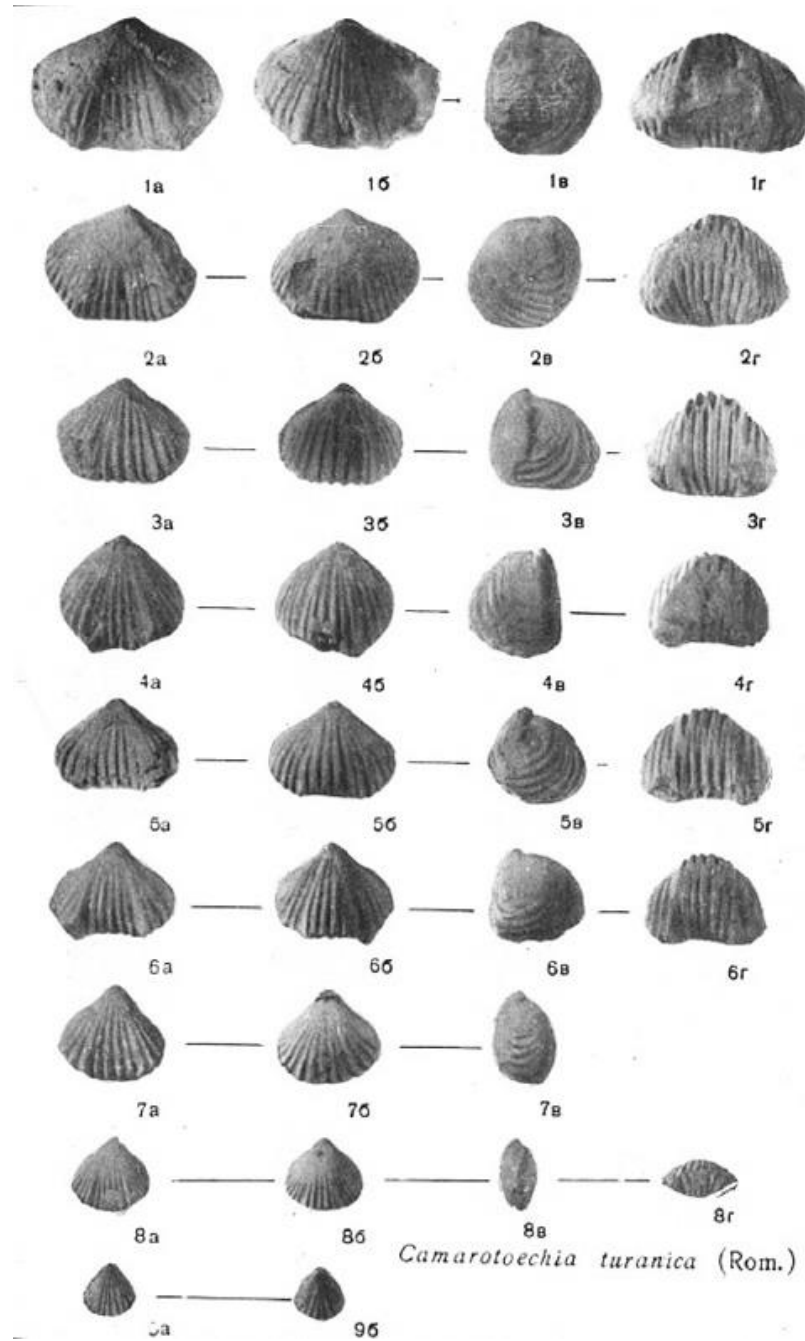 1а 1б 1в 1г
2а 2б 2в 2г
3а 3б 3в 3г
4а 4б 4в 4г
5а 5б 5в 5г
6а 6б 6в 6г
7а 7б 7в
8а 8б 8в 8г
Camarotoechia turanica (Rom.)
9б